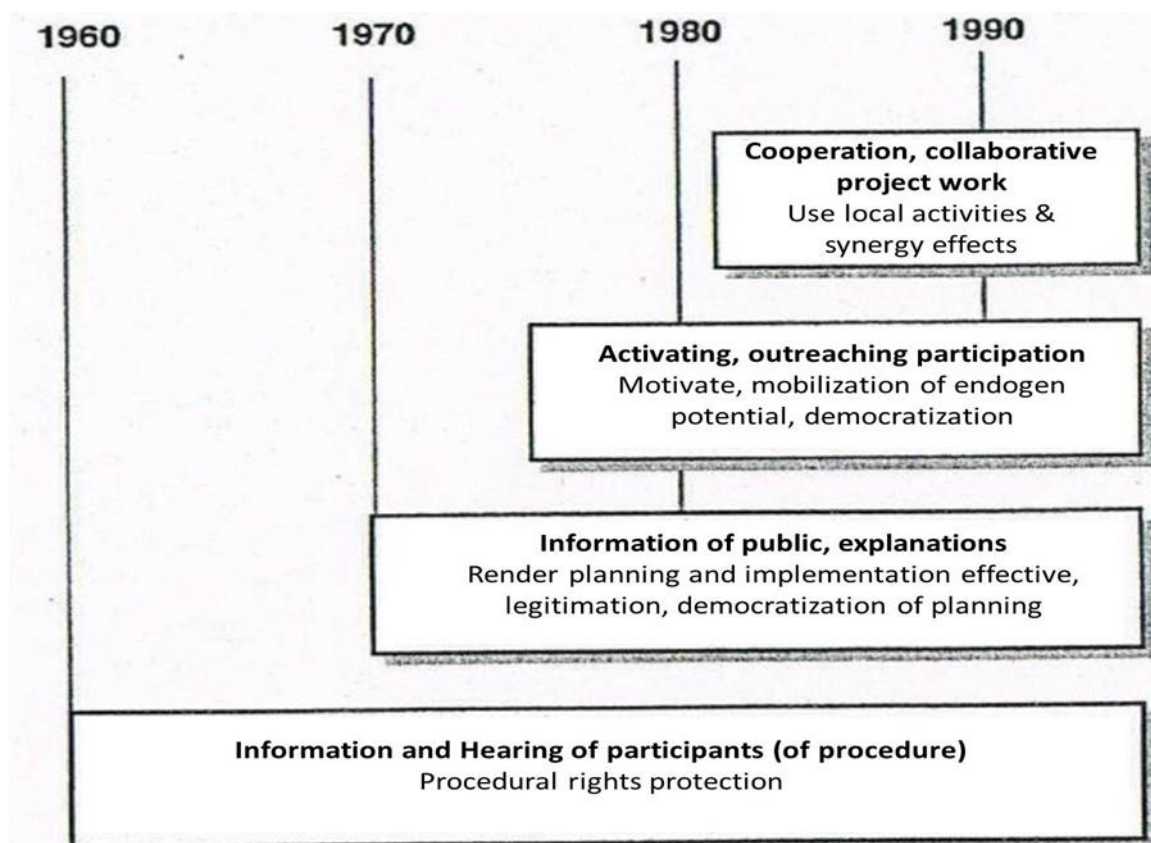 1960 1970 1980 1990
Cooperation, collaborative
project work
Use local activities &
synergy effects
Activating, outreaching participation
Motivate, mobilization of endogen
potential, democratization
Information of public, explanations
Render planning and implementation effective,
legitimation, democratization of planning
Information and Hearing of participants (of procedure)
Procedural rights protection